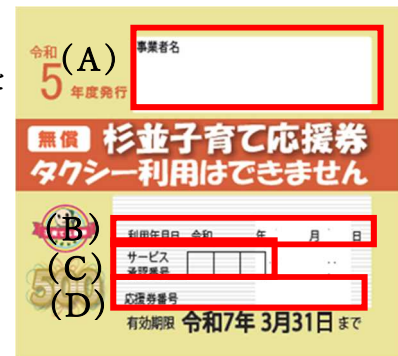 令和
5
年度発行
(A)
事業者名
無償 杉並子育て応援券
タクシー利用はできません
(B)
利用年月日 令和 年 月 日
(C)
サービス
承認番号
500
(D)
応援券番号
有効期限 令和7年 3月31日 まで